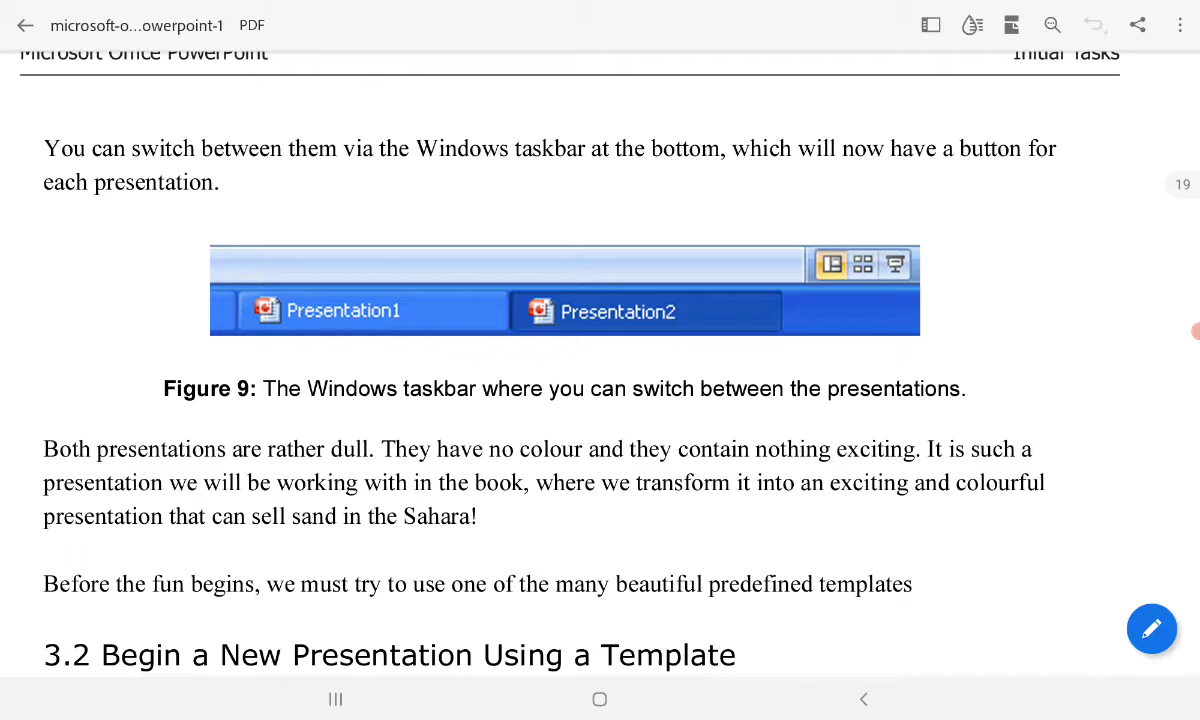 microsoft-o...owerpoint-1 PDF
Microsoft Office PowerPoint Initial Tasks
You can switch between them via the Windows taskbar at the bottom, which will now have a button for
each presentation.
19
Presentation1 Presentation2
Figure 9: The Windows taskbar where you can switch between the presentations.
Both presentations are rather dull. They have no colour and they contain nothing exciting. It is such a
presentation we will be working with in the book, where we transform it into an exciting and colourful
presentation that can sell sand in the Sahara!
Before the fun begins, we must try to use one of the many beautiful predefined templates
3.2 Begin a New Presentation Using a Template